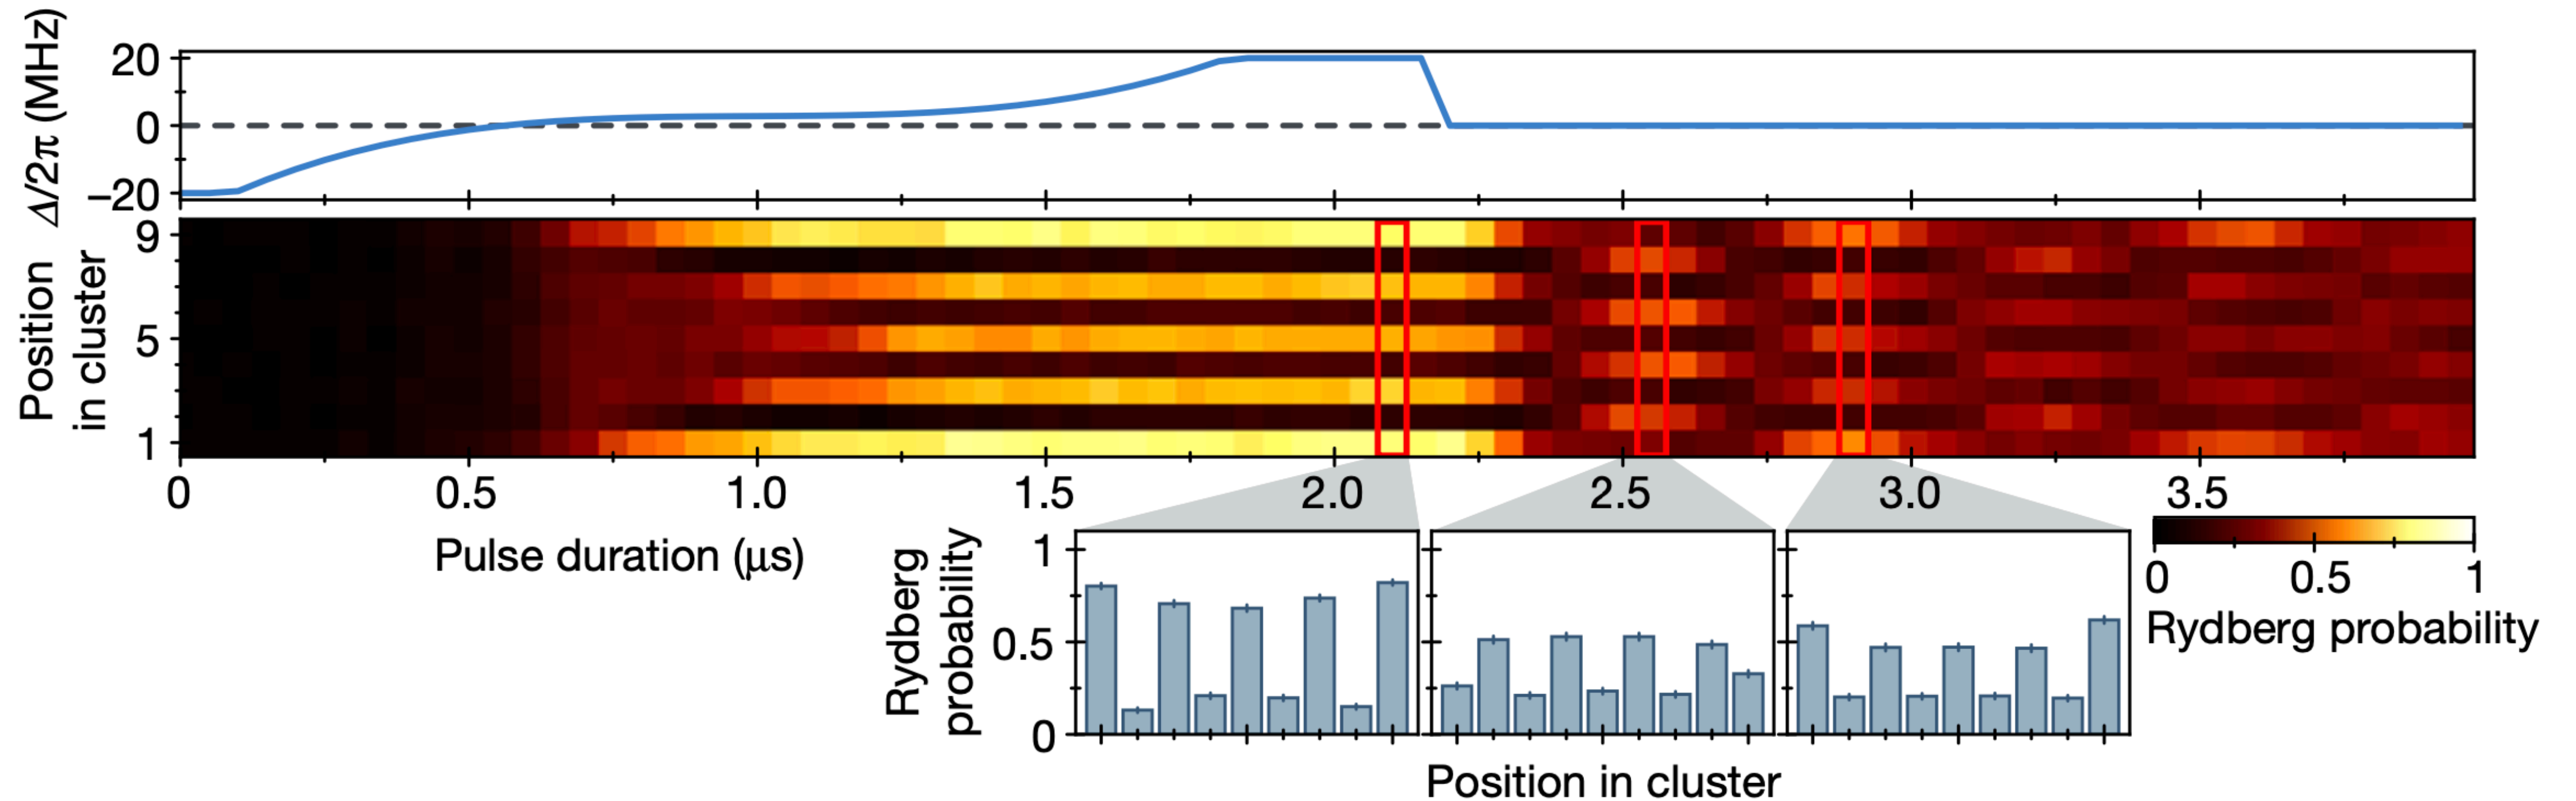 Δ/2π (MHz)
20
0
−20
Position
in cluster
9
5
1
0
0.5
1.0
1.5
2.0
2.5
3.0
3.5
Pulse duration (μs)
Rydberg
probability
1
0.5
0
Position in cluster
0
0.5
1
Rydberg probability